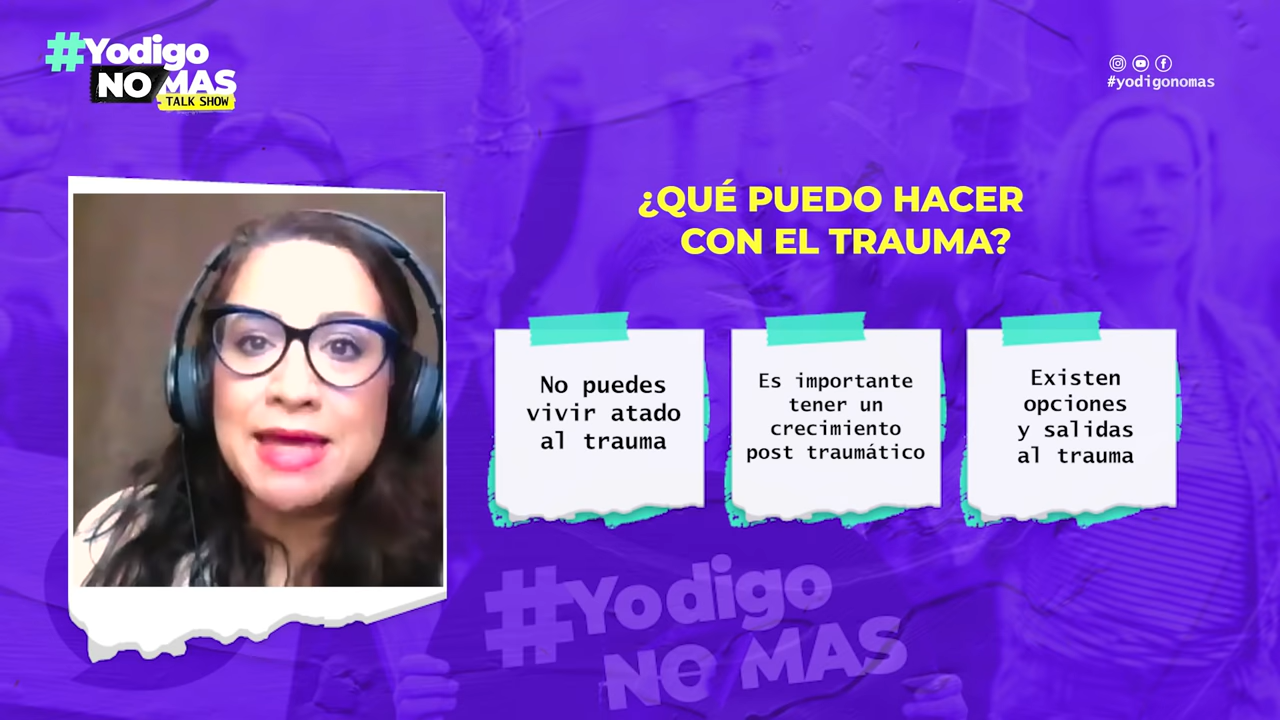 #Yodigo
NO MAS
TALK SHOW
#yodigonomas
¿QUÉ PUEDO HACER
CON EL TRAUMA?
No puedes
vivir atado
al trauma
Es importante
tener un
crecimiento
post traumático
Existen
opciones
y salidas
al trauma
#Yodigo
NO MAS